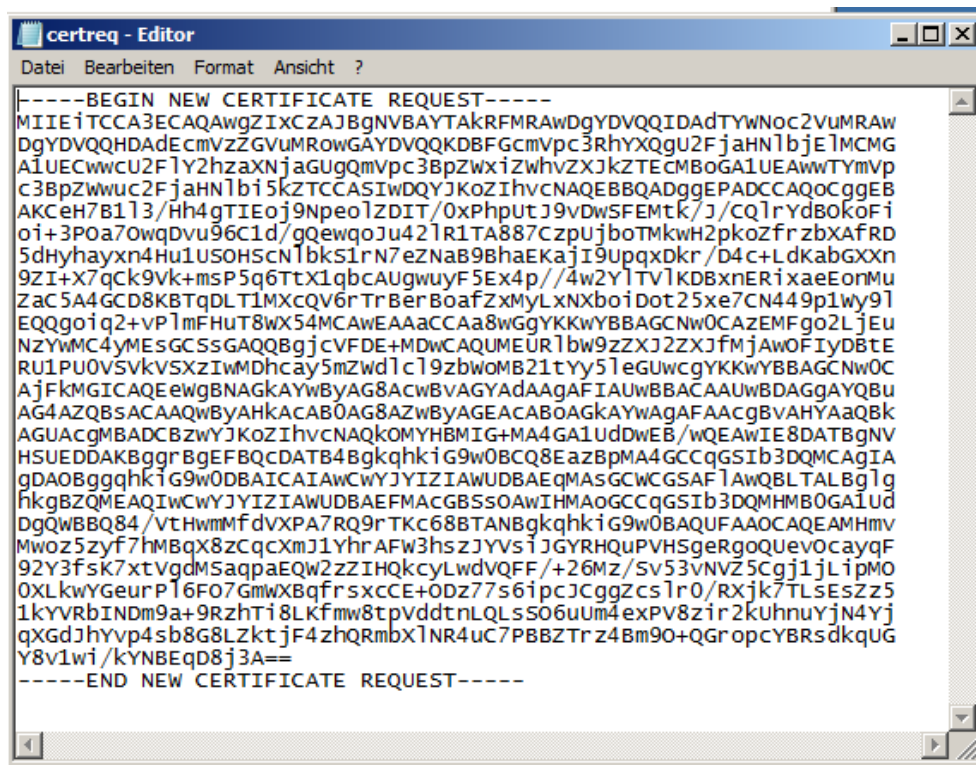 certreq - Editor
Datei Bearbeiten Format Ansicht ?
-----BEGIN NEW CERTIFICATE REQUEST-----
MIIEiTCCA3ECAQAwgZIxCzAJBgNVBAYTAkRFMRAwDgYDVQQIDAdTYWNoc2VuMRAw
DgYDVQQHDAdEcmVzZGVuMRowGAYDVQQKDBFGcmVpc3RhYXQgU2FjaHNlbjElMCMG
A1UECwwcU2FlY2hzaXNjaGUgQmVpc3BpZWxiZWhvZXJkZTEcMBoGA1UEAwwTYmVp
c3BpZWwuc2FjaHNlbi5kZTCCASIwDQYJKoZIhvcNAQEBBQADggEPADCCAQoCggEB
AKCeH7B1l3/Hh4gTIEoj9NpeolZDIT/0xPhpUtJ9vDwSFEMtk/J/CQlrYdBOkoFi
oi+3POa7OwqDvu96C1d/gQewqoJu42lR1TA887CzpUjboTMkwH2pkoZfrzbXAfRD
5dHyhayxn4Hu1USOHScNlbkS1rN7eZNaB9BhaEKajI9UpqxDkr/D4c+LdKabGXXn
9ZI+X7qCk9Vk+msP5q6TtX1qbcAUgwuyF5Ex4p//4w2YlTVlKDBxnERixaeEonMu
ZaC5A4GCD8KBTqDLT1MXcQV6rTrBerBoafZxMyLxNXboiDot25xe7CN449p1Wy9l
EQQgoiq2+vPlmFHuT8WX54MCAwEAAaCCAa8wGgYKKwYBBAGCNw0CAzEMFgo2LjEu
NzYwMC4yMEsGCSsGAQQBgjcVFDE+MDwCAQUMEURlbW9zZXJ2ZXJfMjAwOFIyDBtE
RU1PU0VSVkVSXzIwMDhcay5mZWdlcl9zbWoMB21tYy5leGUwcgYKKwYBBAGCNw0C
AjFkMGICAQEeWgBNAGkAYwByAG8AcwBvAGYAdAAgAFIAUwBBACAAUwBDAGgAYQBu
AG4AZQBsACAAQwByAHkAcAB0AG8AZwByAGEAcABoAGkAYwAgAFAAcgBvAHYAaQBk
AGUAcgMBADCBzwYJKoZIhvcNAQkOMYHBMIG+MA4GA1UdDwEB/wQEAwIE8DATBgNV
HSUEDDAKBggrBgEFBQcDATB4BgkqhkiG9w0BCQ8EazBpMA4GCCqGSIb3DQMCAgIA
gDAOBggqhkiG9w0DBAICAIAwCwYJYIZIAWUDBAEqMAsGCWCGSAFlAwQBLTALBglg
hkgBZQMEAQIwCwYJYIZIAWUDBAEFMAcGBSsOAwIHMAoGCCqGSIb3DQMHMB0GA1Ud
DgQWBBQ84/VtHwmMfdVXPA7RQ9rTKc68BTANBgkqhkiG9w0BAQUFAAOCAQEAMHmv
Mwoz5zyf7hMBqX8zCqcXmJ1YhrAFW3hszJYVsiJGYRHQuPVHSgeRgoQUevOcayqF
92Y3fsK7xtVgdMSaqpaEQW2zZIHQkcyLwdVQFF/+26Mz/Sv53vNVZ5Cgj1jLipMO
0XLkwYGeurPl6FO7GmWXBqfrsxcCE+ODz77s6ipcJCggZcslr0/RXjk7TLsEsZz5
1kYVRbINDm9a+9RzhTi8LKfmw8tpVddtnLQLsSO6uUm4exPV8zir2kUhnuYjN4Yj
qXGdJhYvp4sb8G8LZktjF4zhQRmbXlNR4uC7PBBZTrz4Bm9O+QGropcYBRsdkqUG
Y8v1wi/kYNBEqD8j3A==
-----END NEW CERTIFICATE REQUEST-----